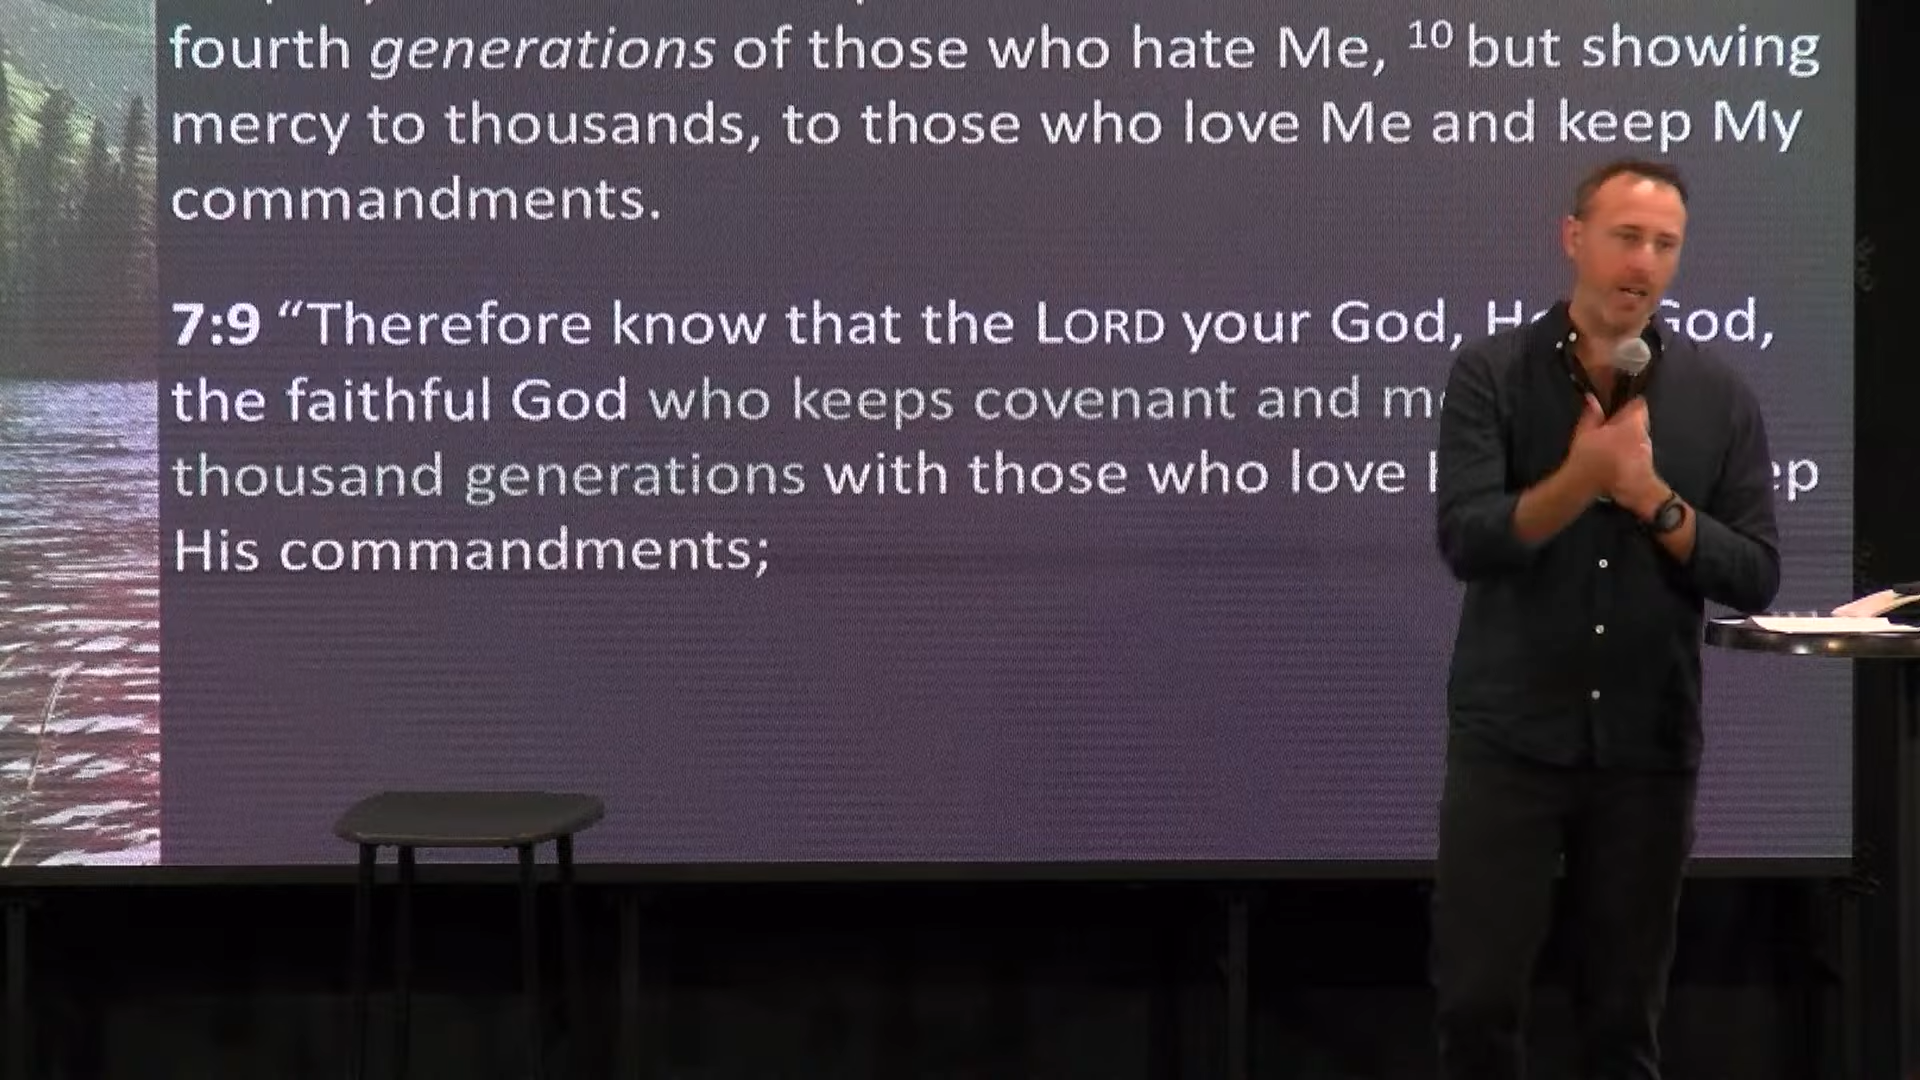 fourth generations of those who hate Me, 10 but showing
mercy to thousands, to those who love Me and keep My
commandments.
7:9 “Therefore know that the LORD your God, God,
the faithful God who keeps covenant and
thousand generations with those who love
His commandments;